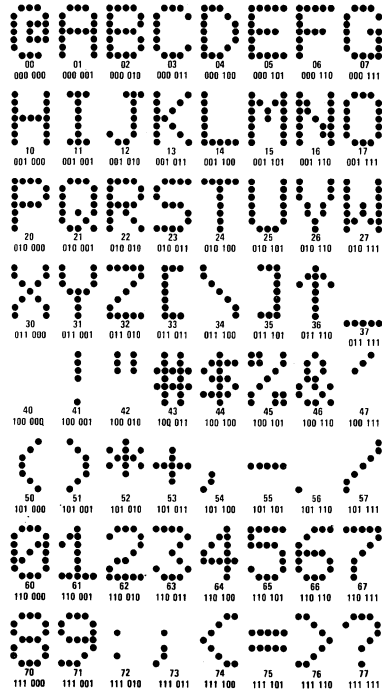 @ A B C D E F G
00 01 02 03 04 05 06 07
000 000 000 001 000 010 000 011 000 100 000 101 000 110 000 111
H I J K L M N O
10 11 12 13 14 15 16 17
001 000 001 001 001 010 001 011 001 100 001 101 001 110 001 111
P Q R S T U V W
20 21 22 23 24 25 26 27
010 000 010 001 010 010 010 011 010 100 010 101 010 110 010 111
X Y Z [ \ ] ↑ _
30 31 32 33 34 35 36 37
011 000 011 001 011 010 011 011 011 100 011 101 011 110 011 111
! " # $ % & ′
40 41 42 43 44 45 46 47
100 000 100 001 100 010 100 011 100 100 100 101 100 110 100 111
( ) * + , - . /
50 51 52 53 54 55 56 57
101 000 101 001 101 010 101 011 101 100 101 101 101 110 101 111
0 1 2 3 4 5 6 7
60 61 62 63 64 65 66 67
110 000 110 001 110 010 110 011 110 100 110 101 110 110 110 111
8 9 : ; < = > ?
70 71 72 73 74 75 76 77
111 000 111 001 111 010 111 011 111 100 111 101 111 110 111 111